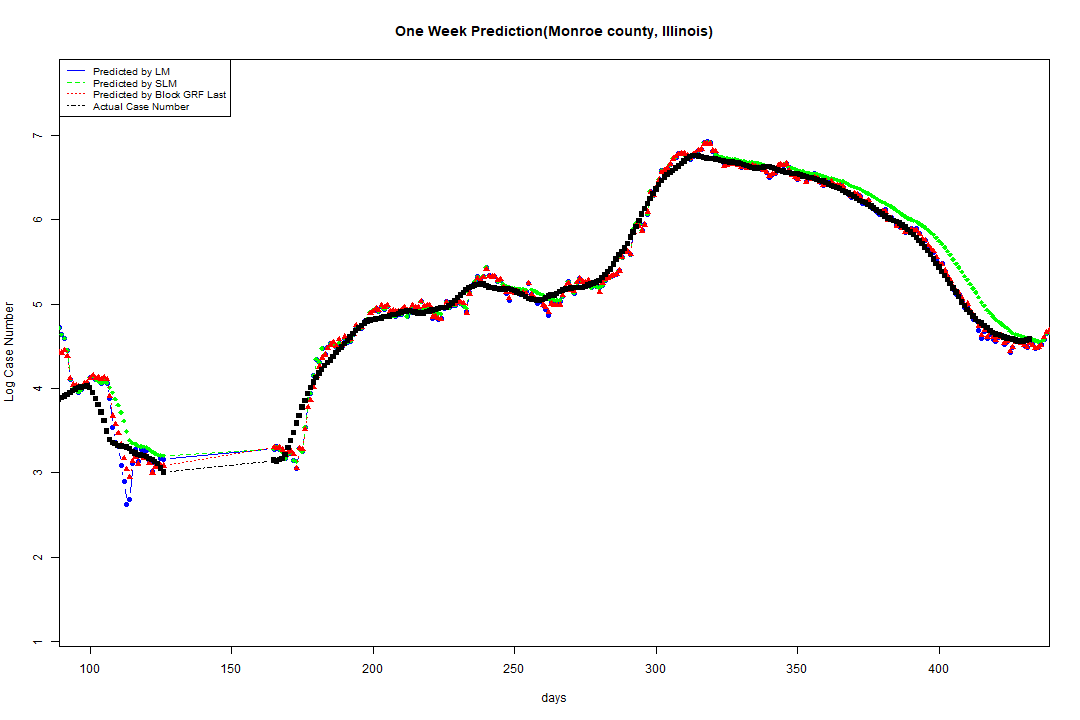 One Week Prediction(Monroe county, Illinois)
Predicted by LM
Predicted by SLM
Predicted by Block GRF Last
Actual Case Number
Log Case Number
7
6
5
4
3
2
1
100 150 200 250 300 350 400
days